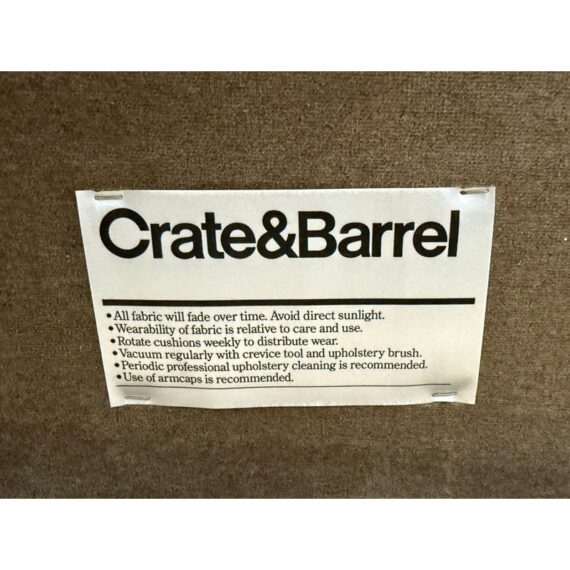 Crate&Barrel
•All fabric will fade over time. Avoid direct sunlight.
•Wearability of fabric is relative to care and use.
•Rotate cushions weekly to distribute wear.
•Vacuum regularly with crevice tool and upholstery brush.
•Periodic professional upholstery cleaning is recommended.
•Use of armcaps is recommended.